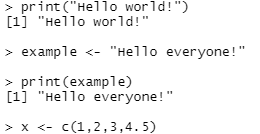 > print("Hello world!")
[1] "Hello world!"
> example <- "Hello everyone!"
> print(example)
[1] "Hello everyone!"
> x <- c(1,2,3,4.5)